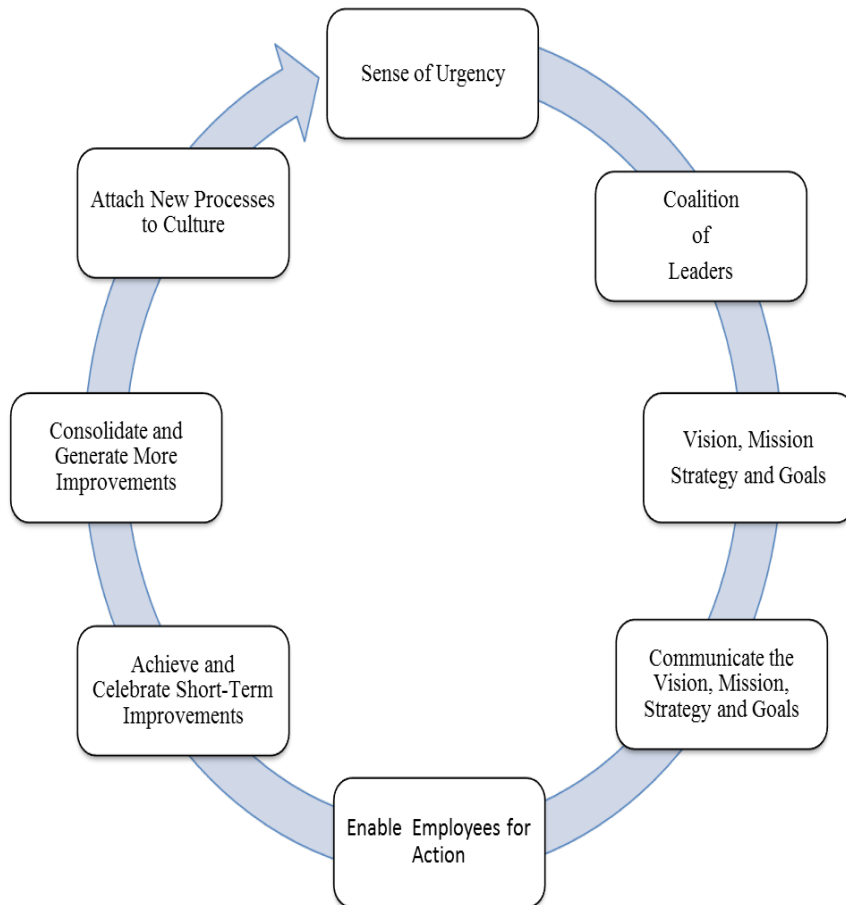 Sense of Urgency
Coalition
of
Leaders
Vision, Mission
Strategy and Goals
Communicate the
Vision, Mission,
Strategy and Goals
Enable Employees for
Action
Achieve and
Celebrate Short-Term
Improvements
Consolidate and
Generate More
Improvements
Attach New Processes
to Culture